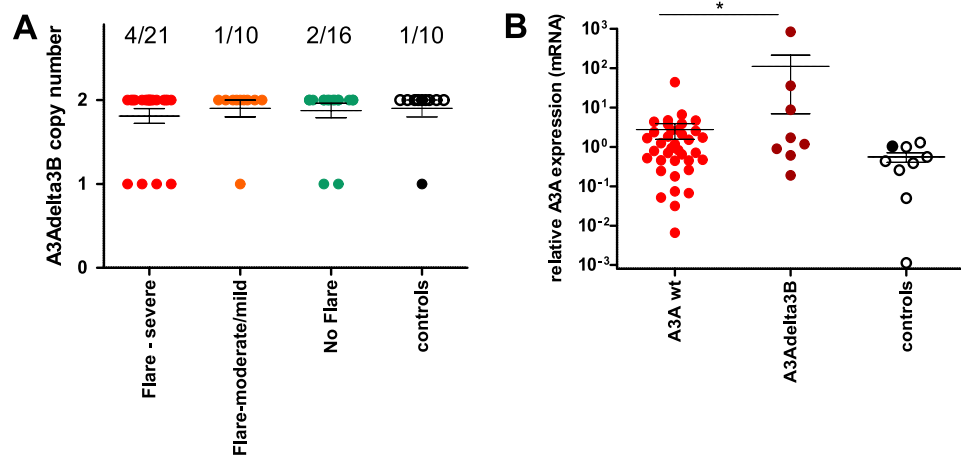 A
4/21 1/10 2/16 1/10
A3Adelta3B copy number
2
1
0
Flare - severe
Flare-moderate/mild
No Flare
controls
B
*
relative A3A expression (mRNA)
10³
10²
10¹
10⁰
10⁻¹
10⁻²
10⁻³
A3A wt
A3Adelta3B
controls